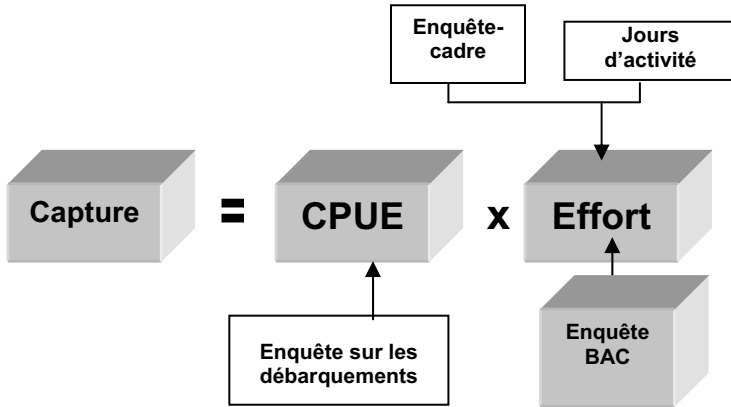 Enquête-
cadre
Jours
d'activité
Capture
=
CPUE
x
Effort
Enquête sur les
débarquements
Enquête
BAC